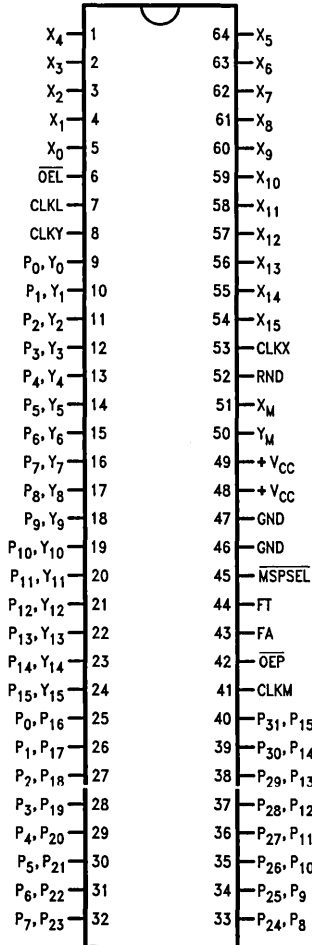 X₄ 1 64 X₅
X₃ 2 63 X₆
X₂ 3 62 X₇
X₁ 4 61 X₈
X₀ 5 60 X₉
O̅E̅L̅ 6 59 X₁₀
CLKL 7 58 X₁₁
CLKY 8 57 X₁₂
P₀, Y₀ 9 56 X₁₃
P₁, Y₁ 10 55 X₁₄
P₂, Y₂ 11 54 X₁₅
P₃, Y₃ 12 53 CLKX
P₄, Y₄ 13 52 RND
P₅, Y₅ 14 51 X_M
P₆, Y₆ 15 50 Y_M
P₇, Y₇ 16 49 +V_CC
P₈, Y₈ 17 48 +V_CC
P₉, Y₉ 18 47 GND
P₁₀, Y₁₀ 19 46 GND
P₁₁, Y₁₁ 20 45 M̅S̅P̅S̅E̅L̅
P₁₂, Y₁₂ 21 44 FT
P₁₃, Y₁₃ 22 43 FA
P₁₄, Y₁₄ 23 42 O̅E̅P̅
P₁₅, Y₁₅ 24 41 CLKM
P₀, P₁₆ 25 40 P₃₁, P₁₅
P₁, P₁₇ 26 39 P₃₀, P₁₄
P₂, P₁₈ 27 38 P₂₉, P₁₃
P₃, P₁₉ 28 37 P₂₈, P₁₂
P₄, P₂₀ 29 36 P₂₇, P₁₁
P₅, P₂₁ 30 35 P₂₆, P₁₀
P₆, P₂₂ 31 34 P₂₅, P₉
P₇, P₂₃ 32 33 P₂₄, P₈